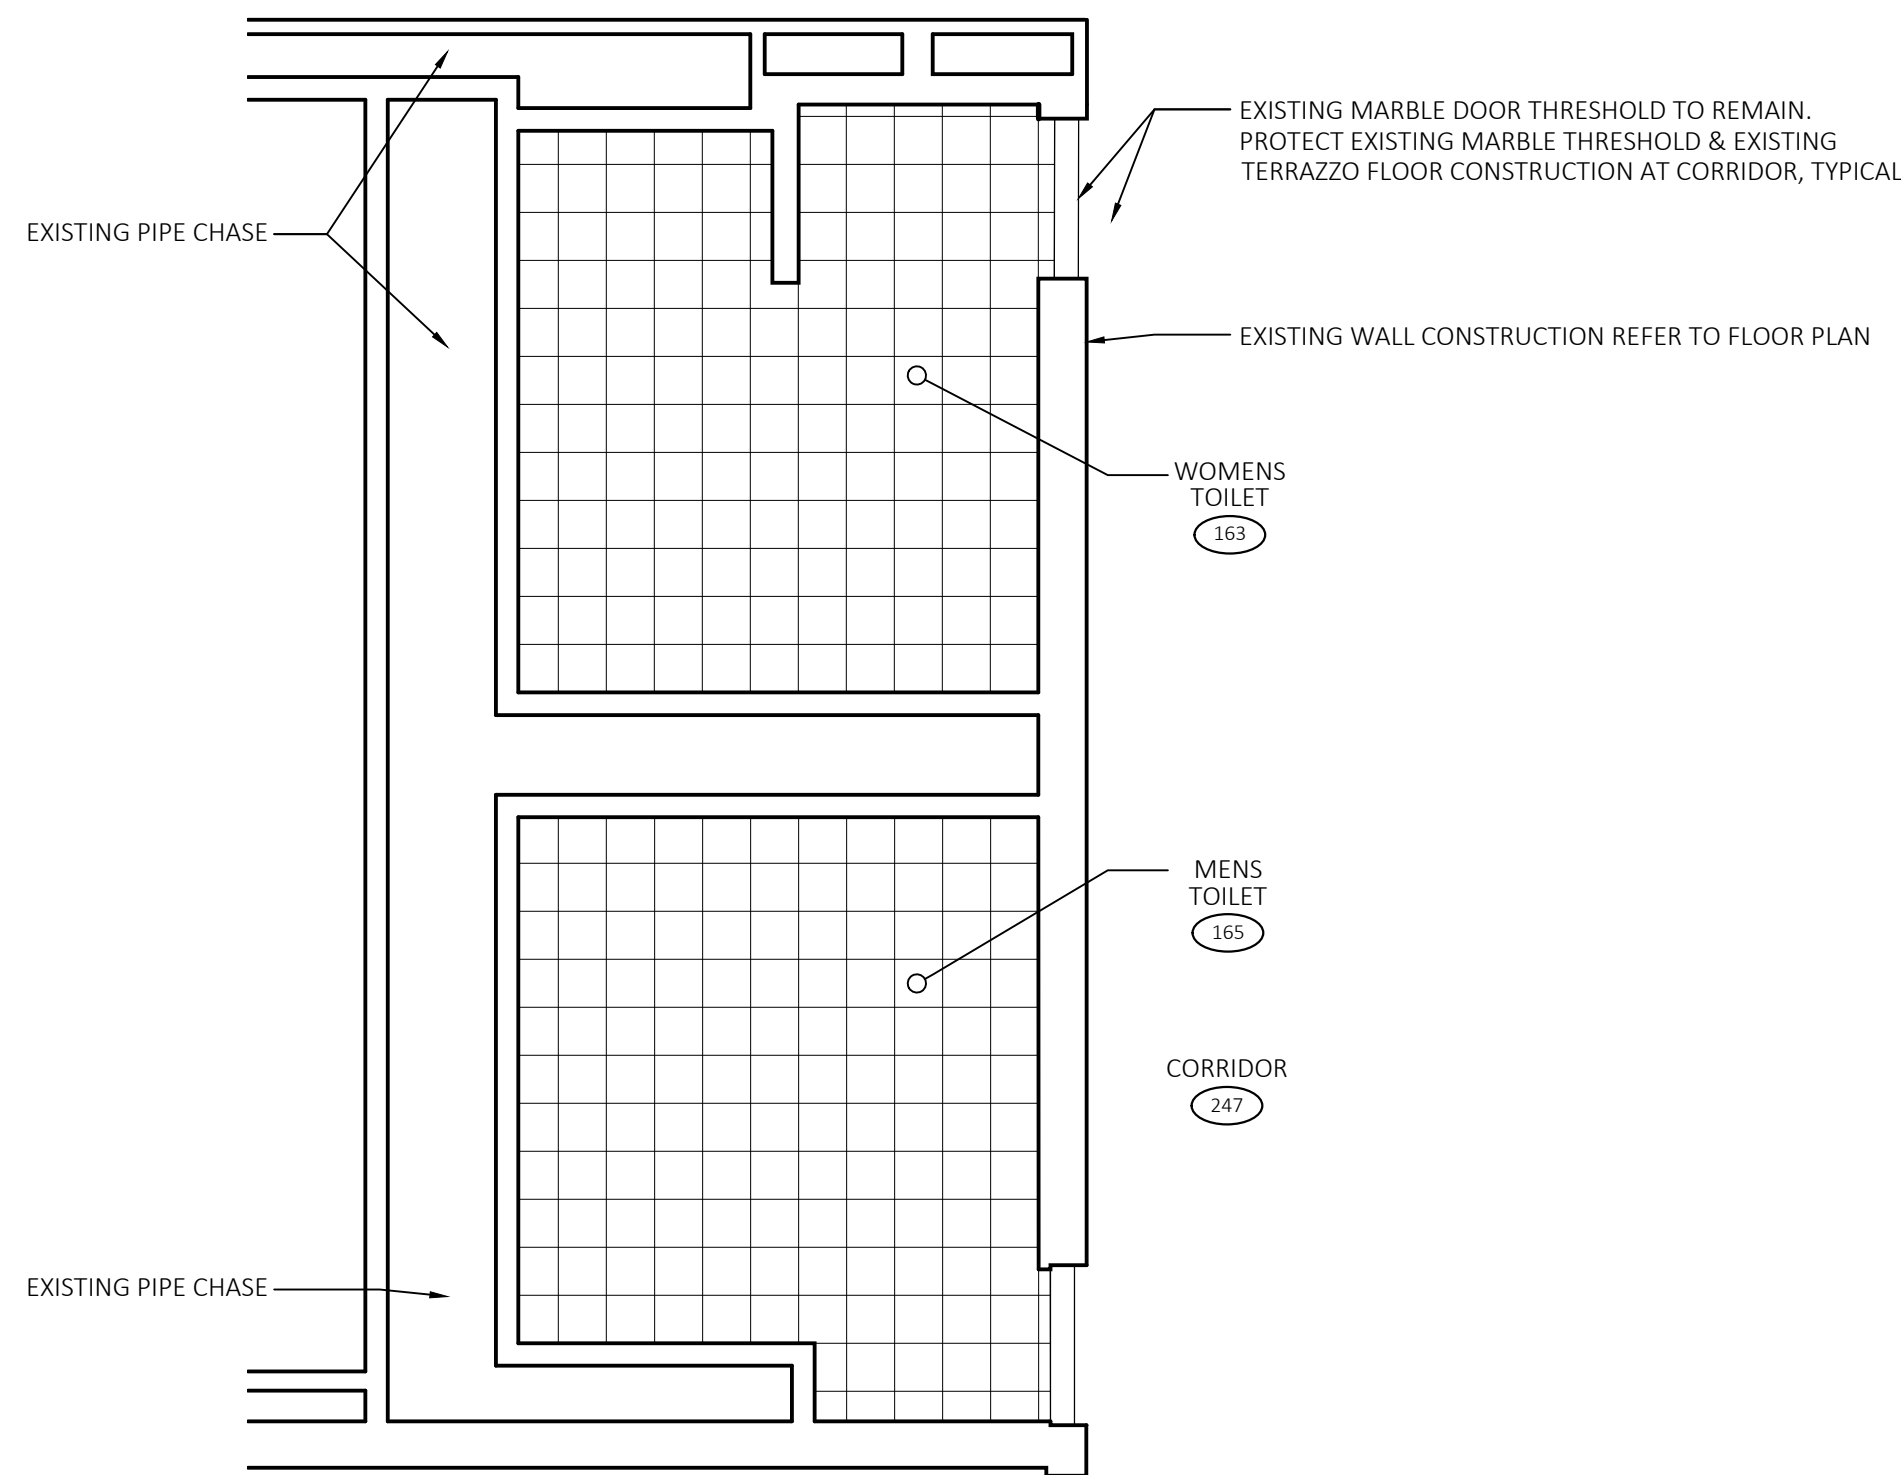 EXISTING MARBLE DOOR THRESHOLD TO REMAIN.
PROTECT EXISTING MARBLE THRESHOLD & EXISTING
TERRAZZO FLOOR CONSTRUCTION AT CORRIDOR, TYPICAL
EXISTING PIPE CHASE
EXISTING WALL CONSTRUCTION REFER TO FLOOR PLAN
WOMENS
TOILET
163
MENS
TOILET
165
CORRIDOR
247
EXISTING PIPE CHASE